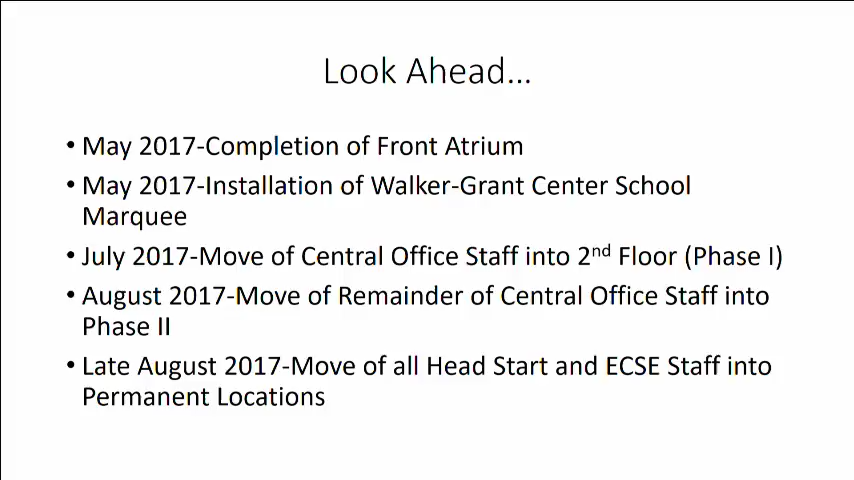 Look Ahead...
• May 2017-Completion of Front Atrium
• May 2017-Installation of Walker-Grant Center School
Marquee
• July 2017-Move of Central Office Staff into 2nd Floor (Phase I)
• August 2017-Move of Remainder of Central Office Staff into
Phase II
• Late August 2017-Move of all Head Start and ECSE Staff into
Permanent Locations